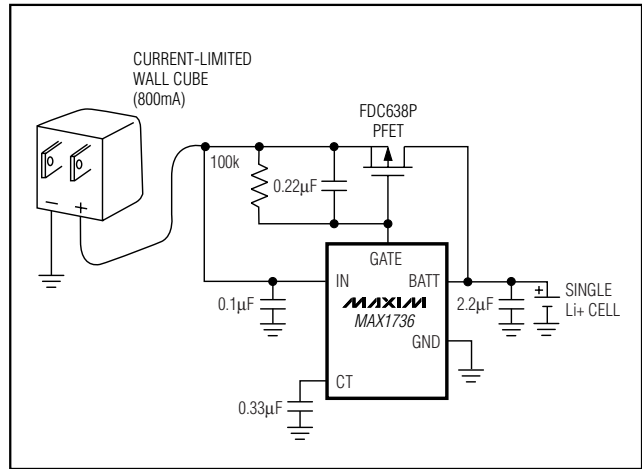 CURRENT-LIMITED
WALL CUBE
(800mA)
FDC638P
PFET
100k
0.22µF
GATE
IN
BATT
0.1µF
MAXIM
MAX1736
2.2µF
+
SINGLE
Li+ CELL
GND
CT
0.33µF
– +